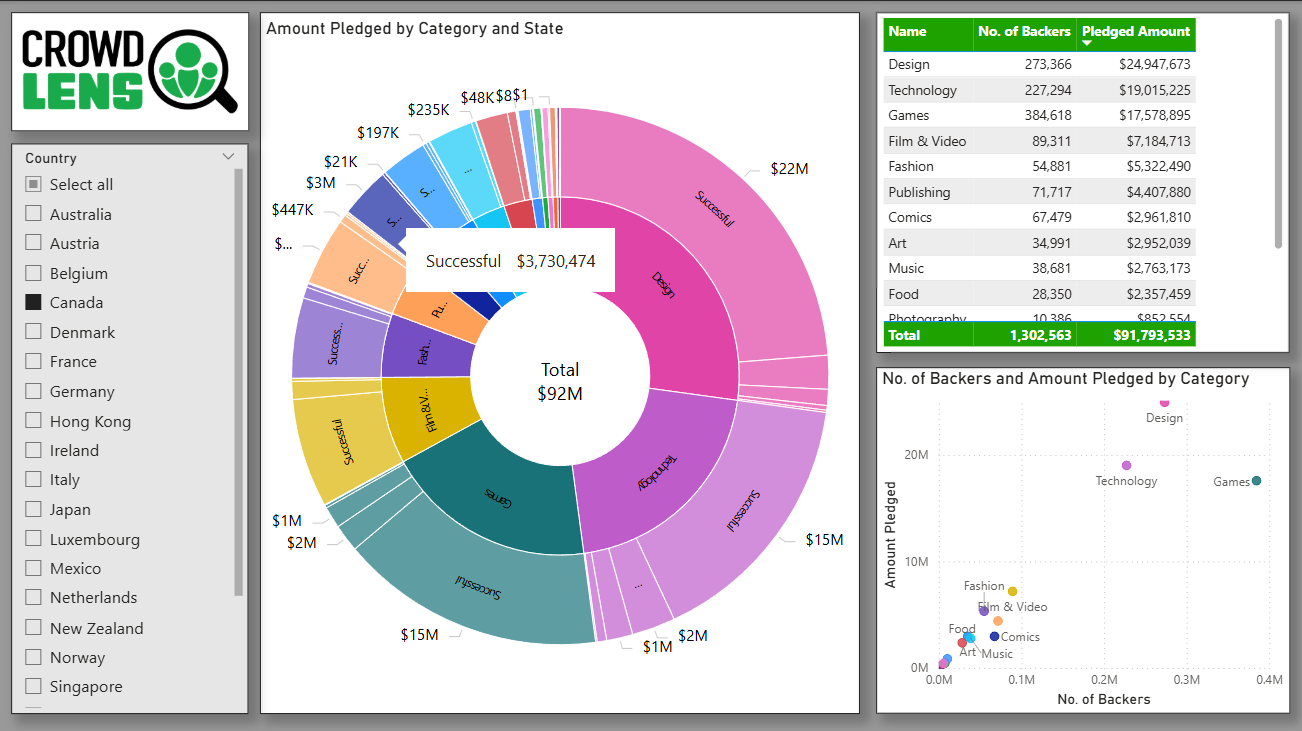 CROWD
LENS
Country
Select all
Australia
Austria
Belgium
Canada
Denmark
France
Germany
Hong Kong
Ireland
Italy
Japan
Luxembourg
Mexico
Netherlands
New Zealand
Norway
Singapore
Amount Pledged by Category and State
$48K
$8
$1
$235K
$197K
$21K
$3M
$447K
$...
$22M
Successful
S...
S...
...
Succ...
Success...
Successful
Successful $3,730,474
Design
Pu...
Fash...
Film & V...
Games
Technology
Total
$92M
Successful
Successful
...
$1M
$2M
$15M
$15M
$2M
$1M
Name No. of Backers Pledged Amount
Design 273,366 $24,947,673
Technology 227,294 $19,015,225
Games 384,618 $17,578,895
Film & Video 89,311 $7,184,713
Fashion 54,881 $5,322,490
Publishing 71,717 $4,407,880
Comics 67,479 $2,961,810
Art 34,991 $2,952,039
Music 38,681 $2,763,173
Food 28,350 $2,357,459
Photography 10,386 $852,554
Total 1,302,563 $91,793,533
No. of Backers and Amount Pledged by Category
Amount Pledged
20M
10M
0M
Design
Technology
Games
Fashion
Film & Video
Food
Comics
Art
Music
0.0M 0.1M 0.2M 0.3M 0.4M
No. of Backers